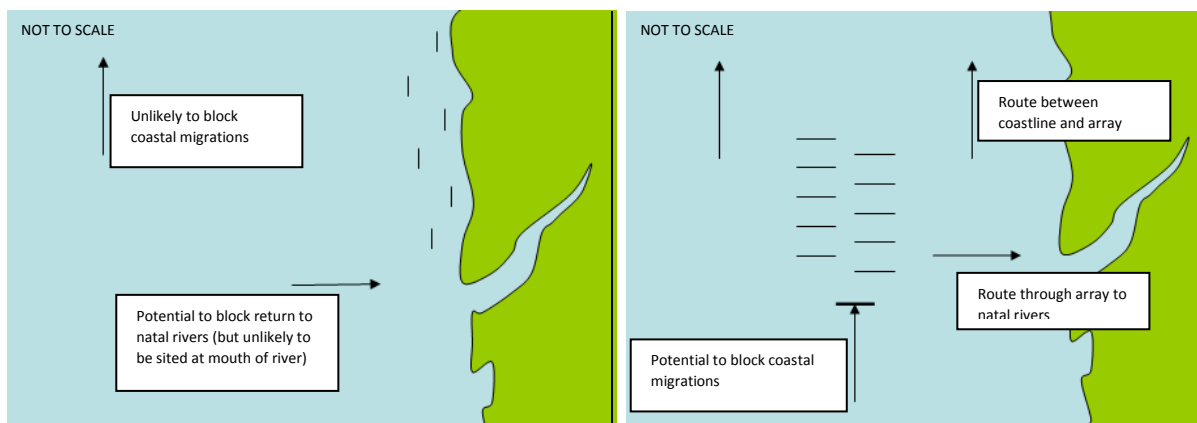 NOT TO SCALE
Unlikely to block
coastal migrations
Potential to block return to
natal rivers (but unlikely to
be sited at mouth of river)
NOT TO SCALE
Route between
coastline and array
Route through array to
natal rivers
Potential to block coastal
migrations